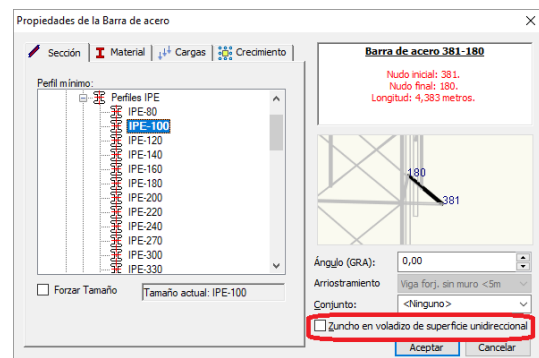 Propiedades de la Barra de acero
Sección
Material
Cargas
Crecimiento
Perfil mínimo:
Perfiles IPE
IPE-80
IPE-100
IPE-120
IPE-140
IPE-160
IPE-180
IPE-200
IPE-220
IPE-240
IPE-270
IPE-300
IPE-330
Forzar Tamaño
Tamaño actual: IPE-100
Barra de acero 381-180
Nudo inicial: 381.
Nudo final: 180.
Longitud: 4,383 metros.
180
381
Ángulo (GRA):
0,00
Arriostramiento
Viga forj. sin muro <5m
Conjunto:
<Ninguno>
Zuncho en voladizo de superficie unidireccional
Aceptar
Cancelar